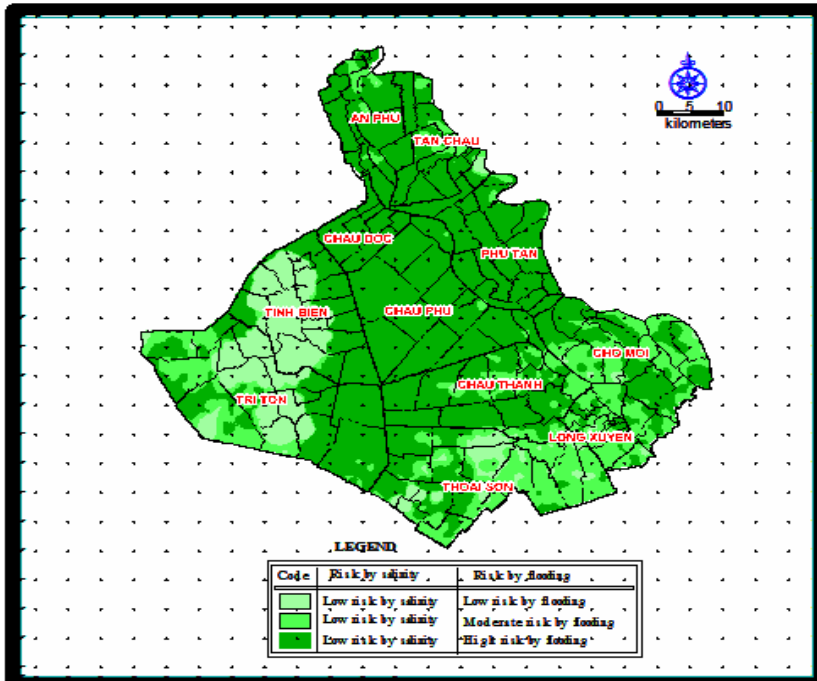 0 5 10
kilometers
AN PHU
TAN CHAU
CHAU DOC
PHU TAN
TINH BIEN
CHAU PHU
CHO MOI
CHAU THANH
TRI TON
LONG XUYEN
THOAI SON
LEGEND
Code Risk by salinity Risk by flooding
Low risk by salinity Low risk by flooding
Low risk by salinity Moderate risk by flooding
Low risk by salinity High risk by flooding